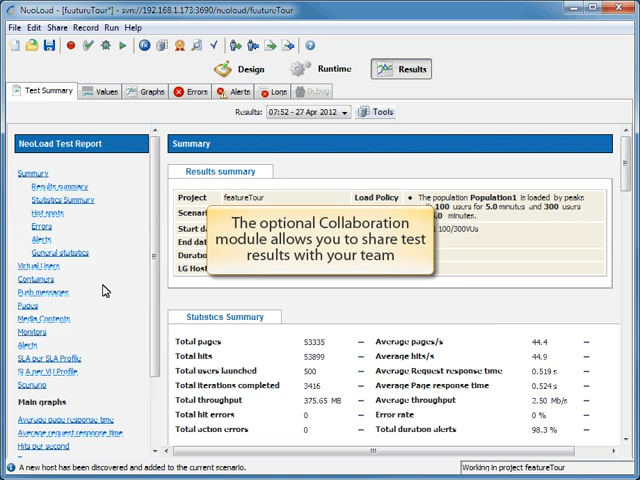 NeoLoad - [featureTour*] - svn://192.168.1.173:3690/neoload/featureTour
File Edit Share Record Run Help
Design Runtime Results
Test Summary Values Graphs Errors Alerts Logs Debug
Results: 07:52 - 27 Apr 2012 Tools
NeoLoad Test Report
Summary
Results summary
Statistics Summary
Hot spots
Errors
Alerts
General statistics
Virtual Users
Containers
Push messages
Pages
Media Contents
Monitors
Alerts
SLA per SLA Profile
SLA per VU Profile
Scenario
Main graphs
Average page response time
Average request response time
Hits per second
Summary
Results summary
Project featureTour Load Policy • The population Population1 is loaded by peaks
100 users for 5.0 minutes and 300 users
minutes.
Scenari
Start da 100/300VUs
End dat
Duratio
LG Host
The optional Collaboration
module allows you to share test
results with your team
Statistics Summary
Total pages 53335 – Average pages/s 44.4 –
Total hits 53899 – Average hits/s 44.9 –
Total users launched 500 – Average Request response time 0.519 s –
Total iterations completed 3416 – Average Page response time 0.524 s –
Total throughput 375.65 MB – Average throughput 2.50 Mb/s –
Total hit errors 0 – Error rate 0 % –
Total action errors 0 – Total duration alerts 98.3 % –
A new host has been discovered and added to the current scenario. Working in project featureTour